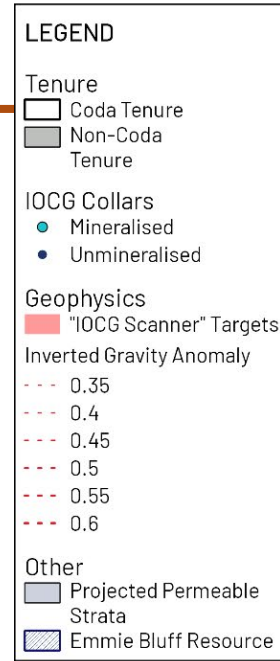 LEGEND
Tenure
Coda Tenure
Non-Coda
Tenure
IOCG Collars
Mineralised
Unmineralised
Geophysics
"IOCG Scanner" Targets
Inverted Gravity Anomaly
0.35
0.4
0.45
0.5
0.55
0.6
Other
Projected Permeable
Strata
Emmie Bluff Resource